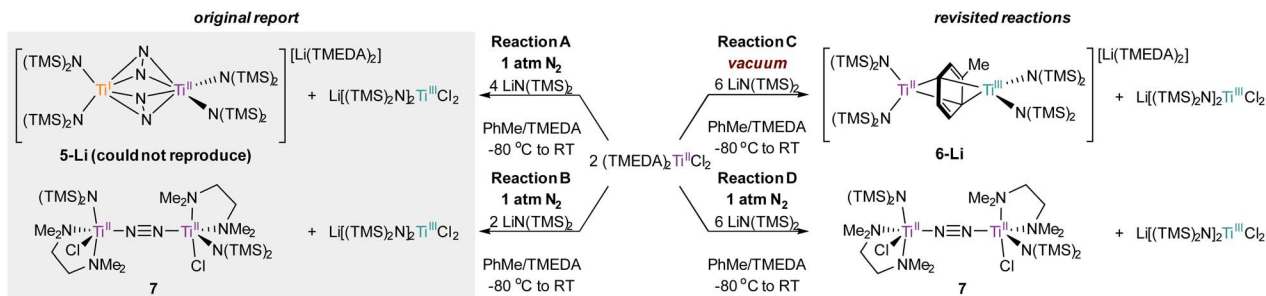 original report
revisited reactions
(TMS)₂N
(TMS)₂N
Ti^I
N
N
N
N
Ti^II
N(TMS)₂
N(TMS)₂
[Li(TMEDA)₂]
+ Li[(TMS)₂N]₂Ti^IIICl₂
5-Li (could not reproduce)
Reaction A
1 atm N₂
4 LiN(TMS)₂
PhMe/TMEDA
-80 ºC to RT
Reaction C
vacuum
6 LiN(TMS)₂
PhMe/TMEDA
-80 ºC to RT
(TMS)₂N
(TMS)₂N
Ti^II
Me
Ti^III
N(TMS)₂
N(TMS)₂
[Li(TMEDA)₂]
+ Li[(TMS)₂N]₂Ti^IIICl₂
6-Li
2 (TMEDA)₂Ti^IICl₂
(TMS)₂N
Me₂N
Cl
Ti^II
NMe₂
N≡N
Me₂N
Ti^II
NMe₂
N(TMS)₂
Cl
+ Li[(TMS)₂N]₂Ti^IIICl₂
7
Reaction B
1 atm N₂
2 LiN(TMS)₂
PhMe/TMEDA
-80 ºC to RT
Reaction D
1 atm N₂
6 LiN(TMS)₂
PhMe/TMEDA
-80 ºC to RT
(TMS)₂N
Me₂N
Cl
Ti^II
NMe₂
N≡N
Me₂N
Ti^II
NMe₂
N(TMS)₂
Cl
+ Li[(TMS)₂N]₂Ti^IIICl₂
7